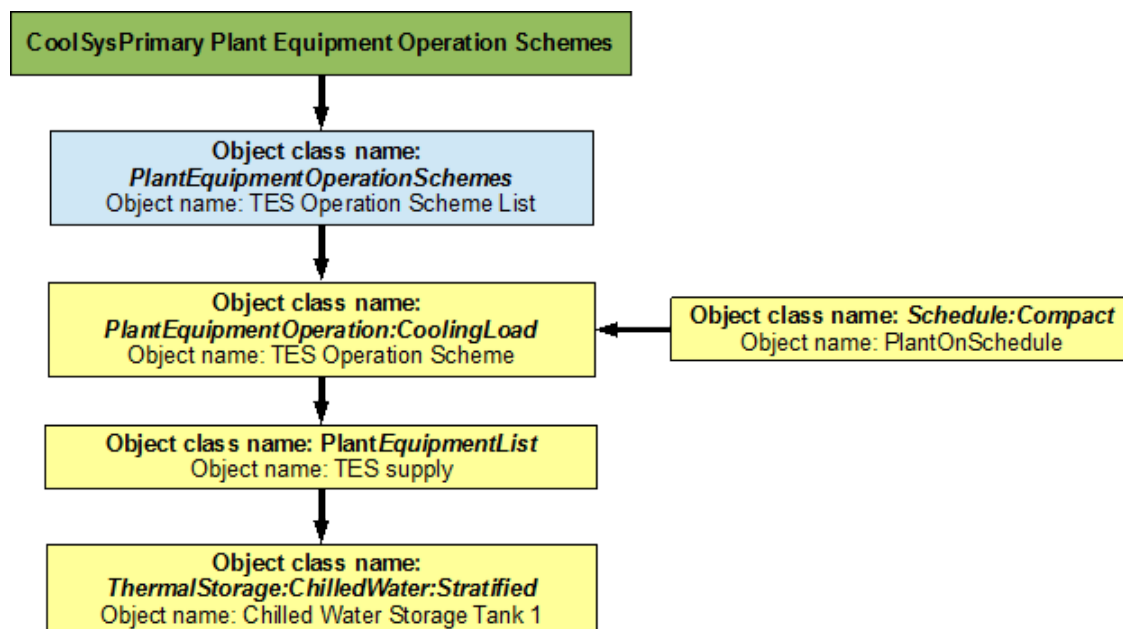 CoolSysPrimary Plant Equipment Operation Schemes
Object class name:
PlantEquipmentOperationSchemes
Object name: TES Operation Scheme List
Object class name:
PlantEquipmentOperation:CoolingLoad
Object name: TES Operation Scheme
Object class name: Schedule:Compact
Object name: PlantOnSchedule
Object class name: PlantEquipmentList
Object name: TES supply
Object class name:
ThermalStorage:ChilledWater:Stratified
Object name: Chilled Water Storage Tank 1